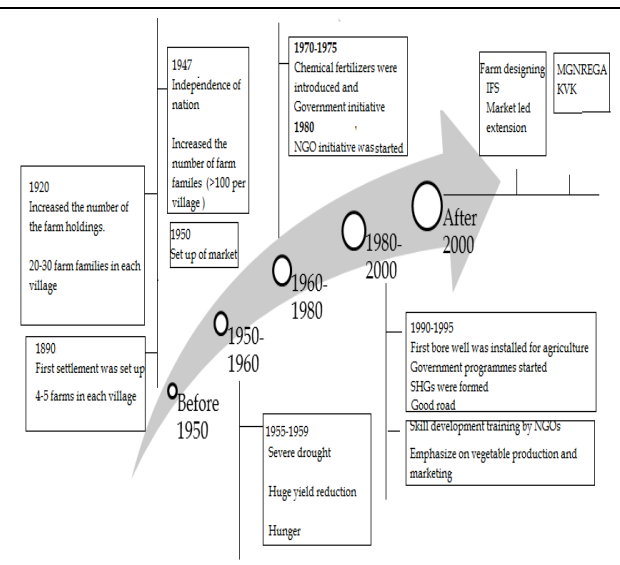 1890
First settlement was set up
4-5 farms in each village
1920
Increased the number of
the farm holdings.
20-30 farm families in each
village
1947
Independence of
nation
Increased the
number of farm
familes (>100 per
village )
1950
Set up of market
Before
1950
1950-
1960
1955-1959
Severe drought
Huge yield reduction
Hunger
1960-
1980
1970-1975
Chemical fertilizers were
introduced and
Government initiative
1980
NGO initiative was started
1980-
2000
1990-1995
First bore well was installed for agriculture
Government programmes started
SHGs were formed
Good road
Skill development training by NGOs
Emphasize on vegetable production and
marketing
After
2000
Farm designing
IFS
Market led
extension
MGNREGA
KVK